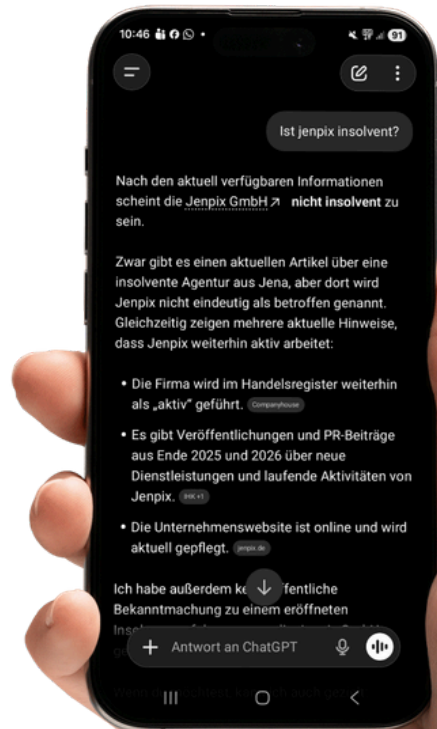 10:46
91
Ist jenpix insolvent?
Nach den aktuell verfügbaren Informationen
scheint die Jenpix GmbH↗ nicht insolvent zu
sein.
Zwar gibt es einen aktuellen Artikel über eine
insolvente Agentur aus Jena, aber dort wird
Jenpix nicht eindeutig als betroffen genannt.
Gleichzeitig zeigen mehrere aktuelle Hinweise,
dass Jenpix weiterhin aktiv arbeitet:
• Die Firma wird im Handelsregister weiterhin
als „aktiv" geführt. Companyhouse
• Es gibt Veröffentlichungen und PR-Beiträge
aus Ende 2025 und 2026 über neue
Dienstleistungen und laufende Aktivitäten von
Jenpix. IHK +1
• Die Unternehmenswebsite ist online und wird
aktuell gepflegt. jenpix.de
Ich habe außerdem ffentliche
Bekanntmachung zu einem eröffneten
Antwort an ChatGPT